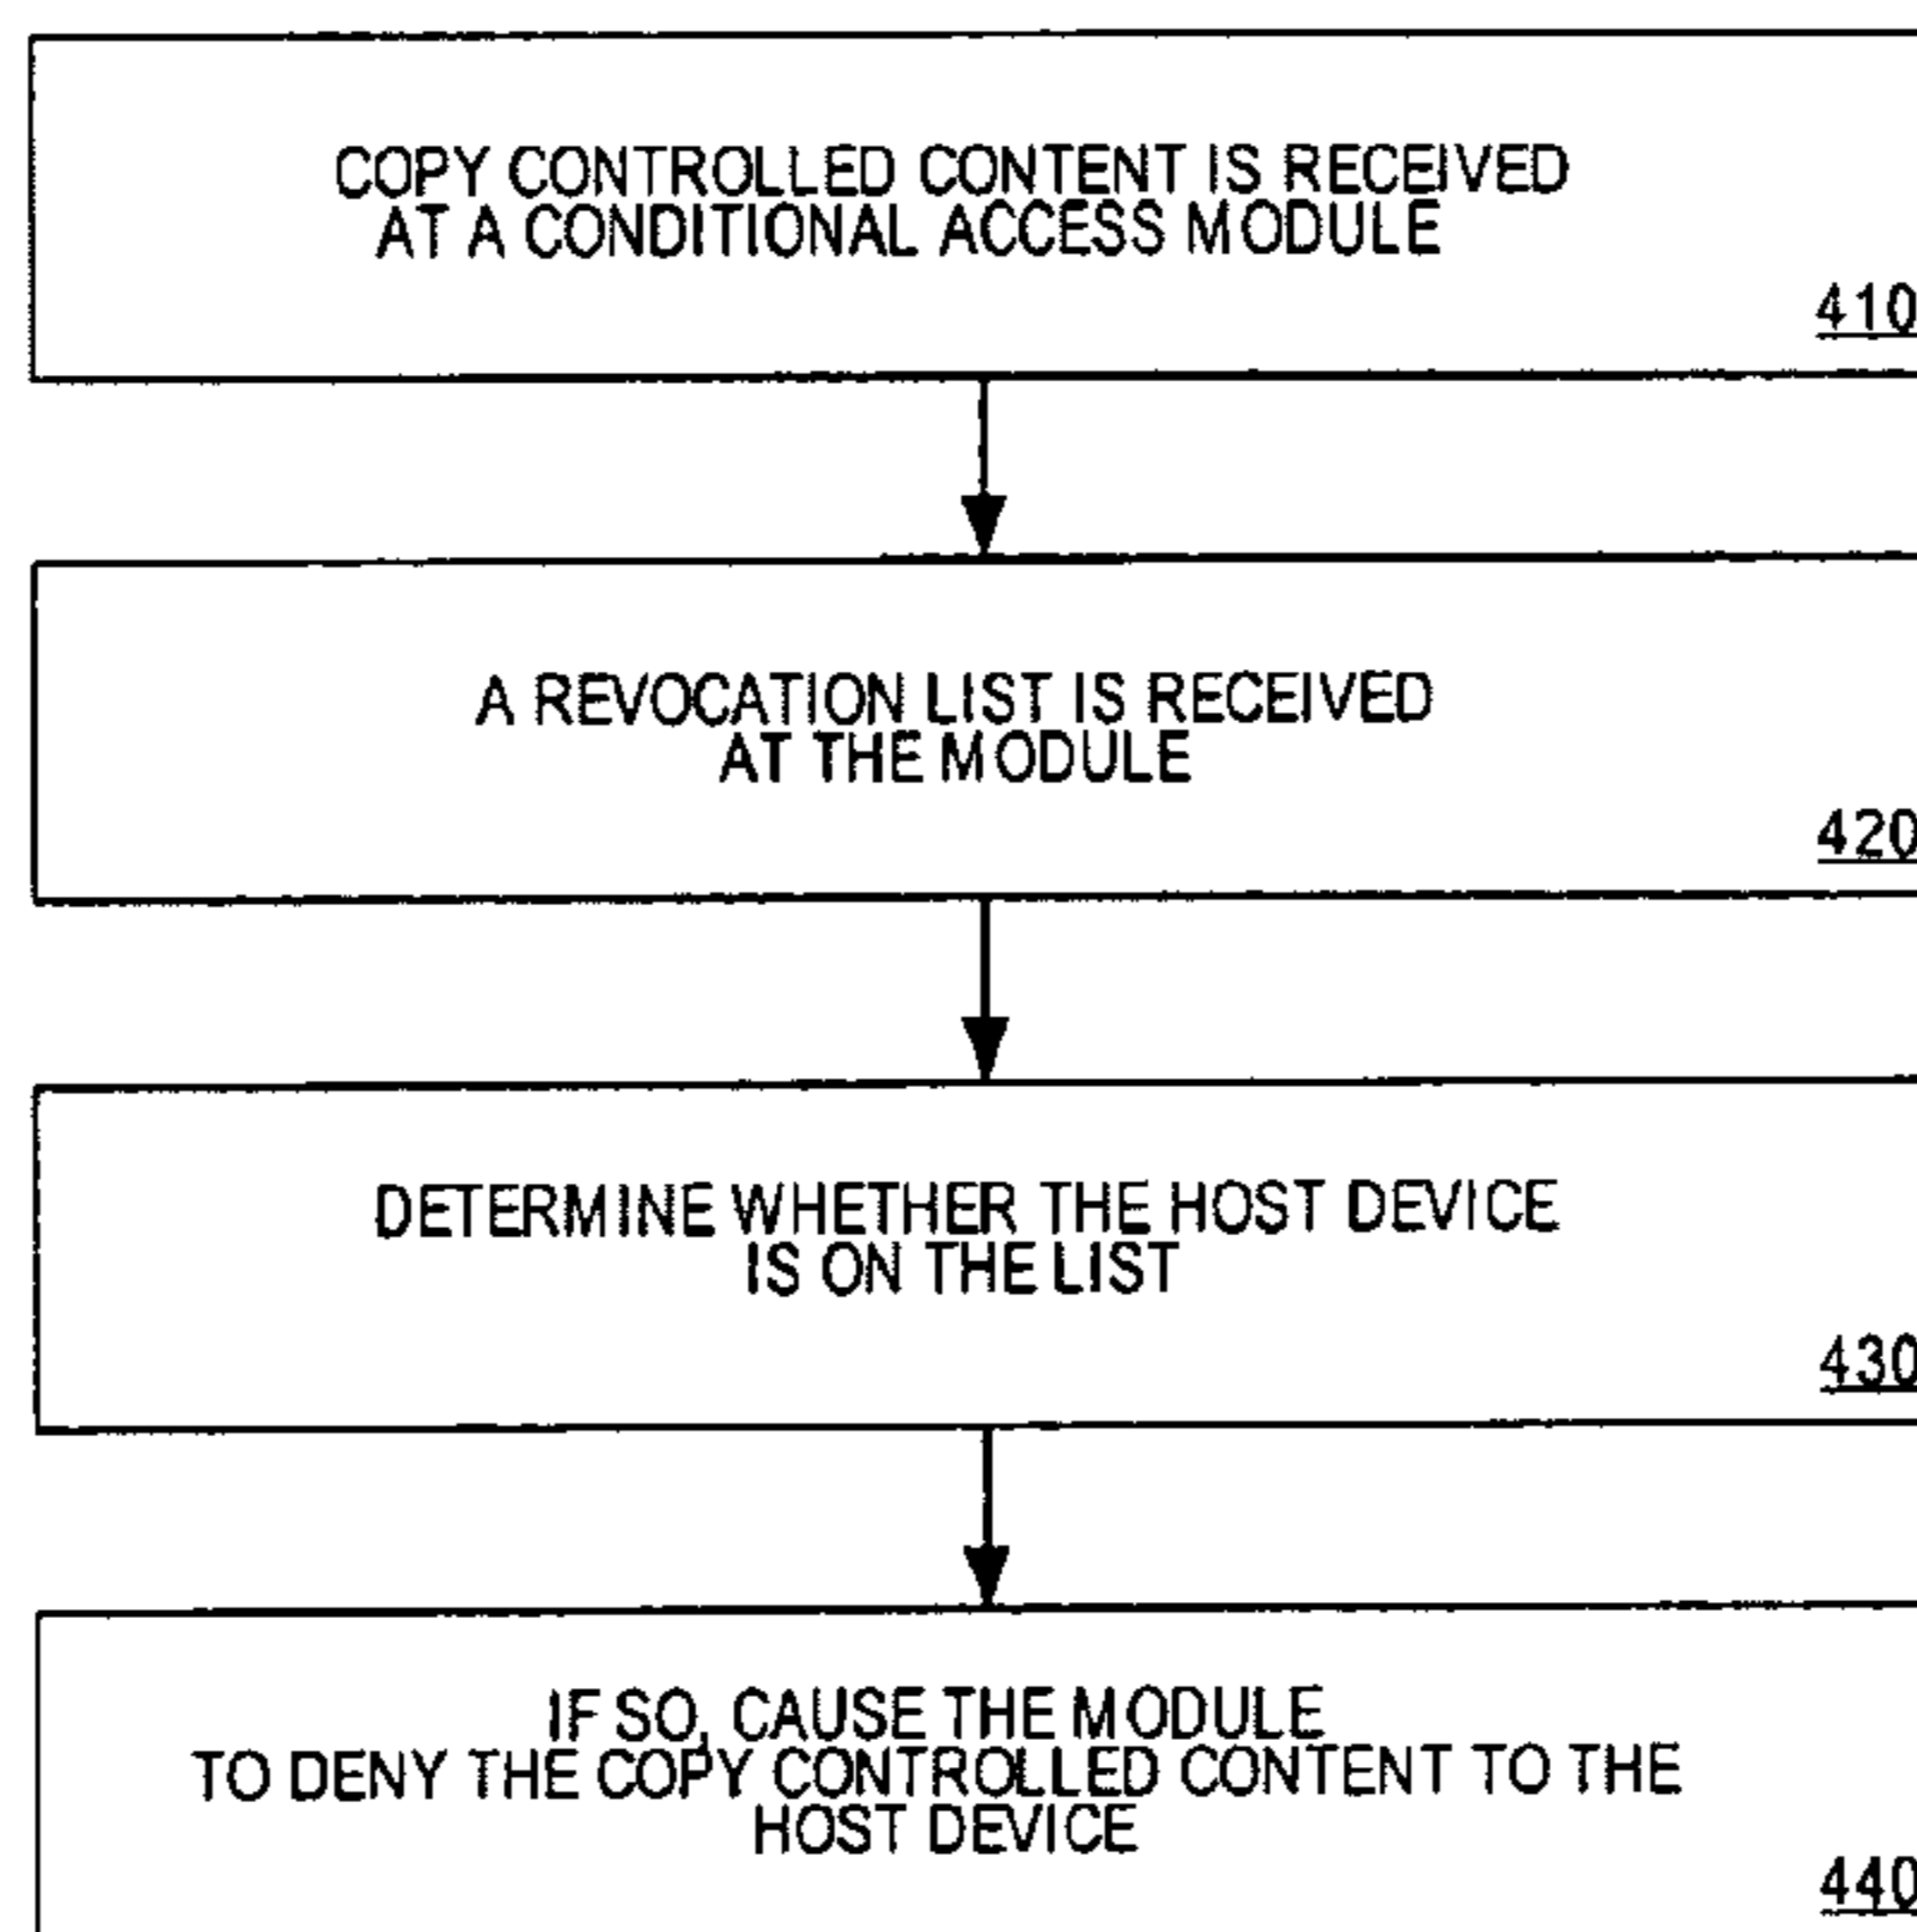 COPY CONTROLLED CONTENT IS RECEIVED
AT A CONDITIONAL ACCESS MODULE
410
A REVOCATION LIST IS RECEIVED
AT THE MODULE
420
DETERMINE WHETHER THE HOST DEVICE
IS ON THE LIST
430
IF SO, CAUSE THE MODULE
TO DENY THE COPY CONTROLLED CONTENT TO THE
HOST DEVICE
440